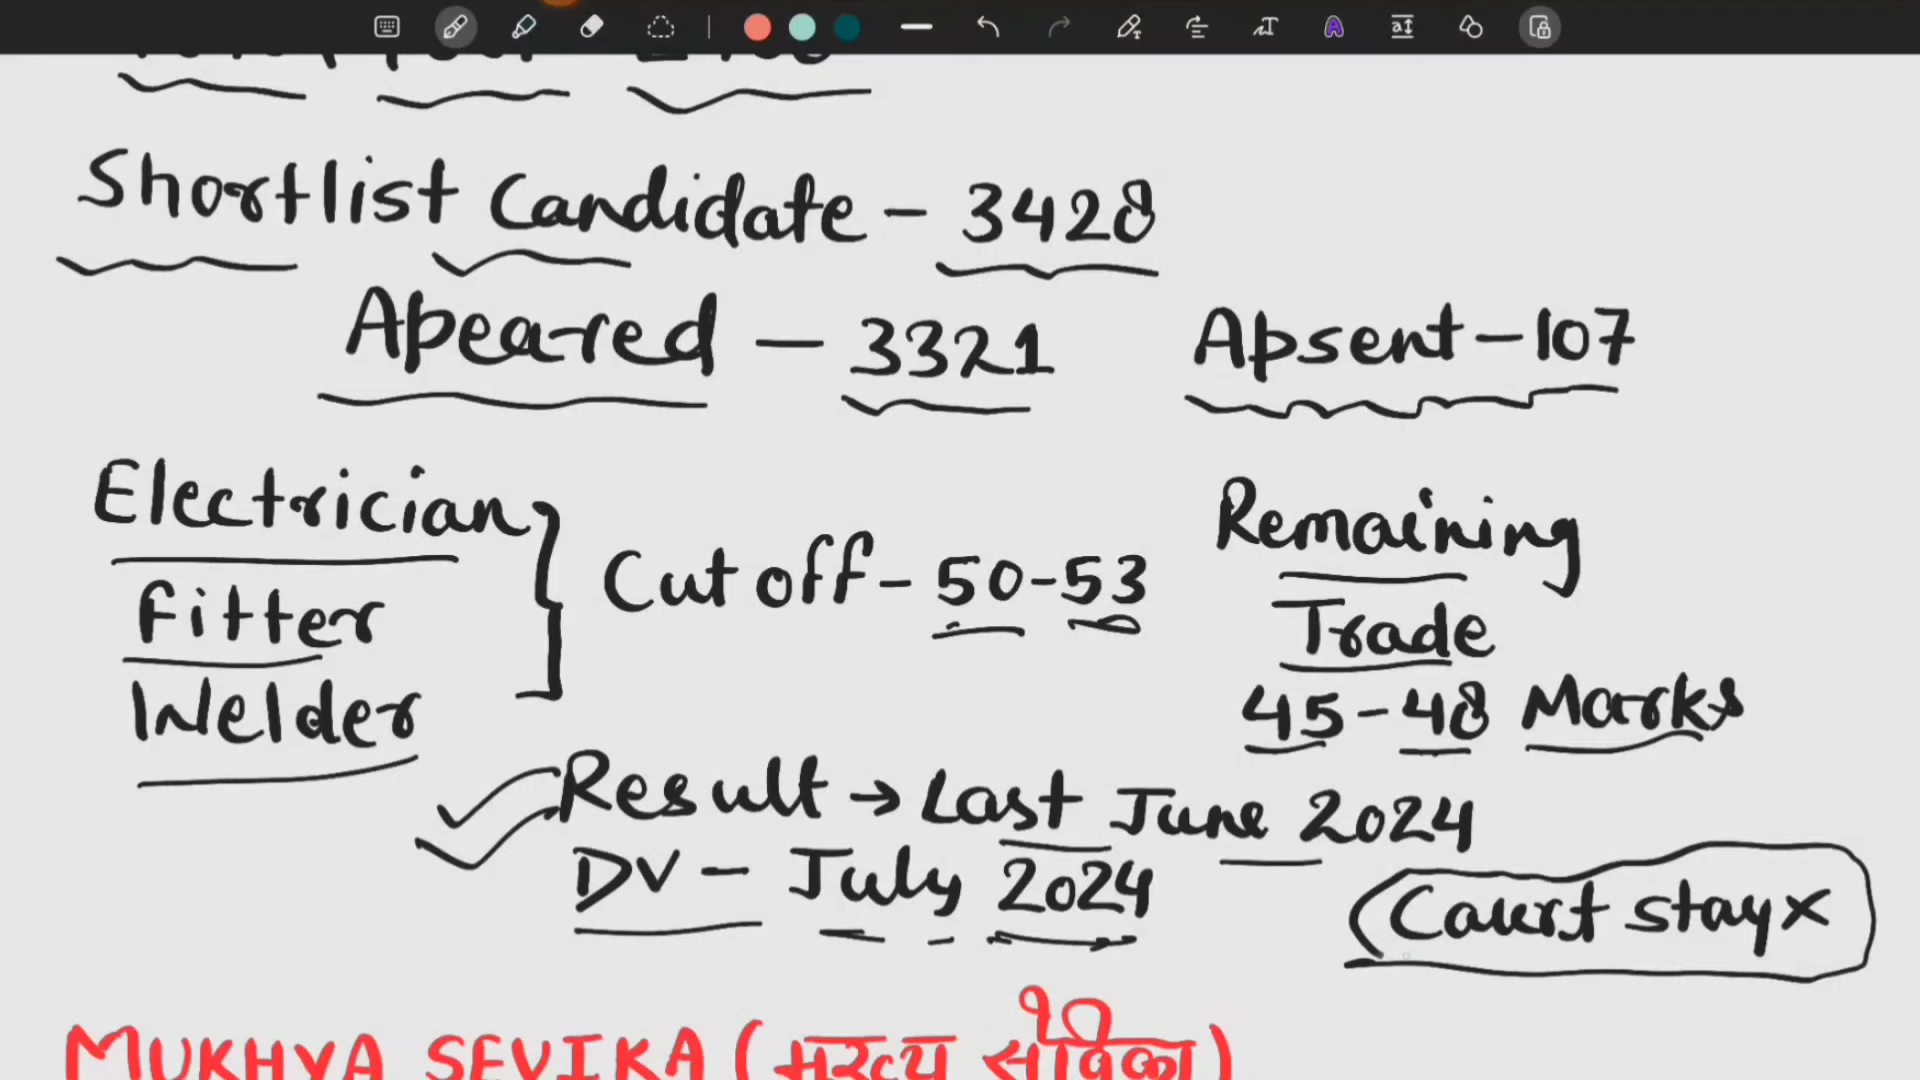 Shortlist Candidate - 3428
Apeared - 3321
Apsent - 107
Electrician
Fitter
Welder
Cut off - 50-53
Remaining
Trade
45-48 Marks
Result → Last June 2024
DV - July 2024
Court stay x
MUKHYA SEVIKA (मुख्य सेविका)